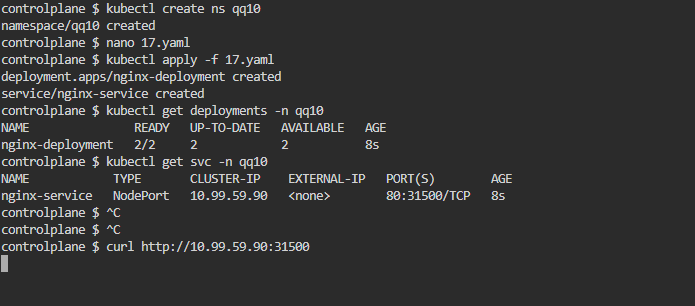 controlplane $ kubectl create ns qq10
namespace/qq10 created
controlplane $ nano 17.yaml
controlplane $ kubectl apply -f 17.yaml
deployment.apps/nginx-deployment created
service/nginx-service created
controlplane $ kubectl get deployments -n qq10
NAME               READY   UP-TO-DATE   AVAILABLE   AGE
nginx-deployment   2/2     2            2           8s
controlplane $ kubectl get svc -n qq10
NAME            TYPE       CLUSTER-IP    EXTERNAL-IP   PORT(S)        AGE
nginx-service   NodePort   10.99.59.90   <none>        80:31500/TCP   8s
controlplane $ ^C
controlplane $ ^C
controlplane $ curl http://10.99.59.90:31500